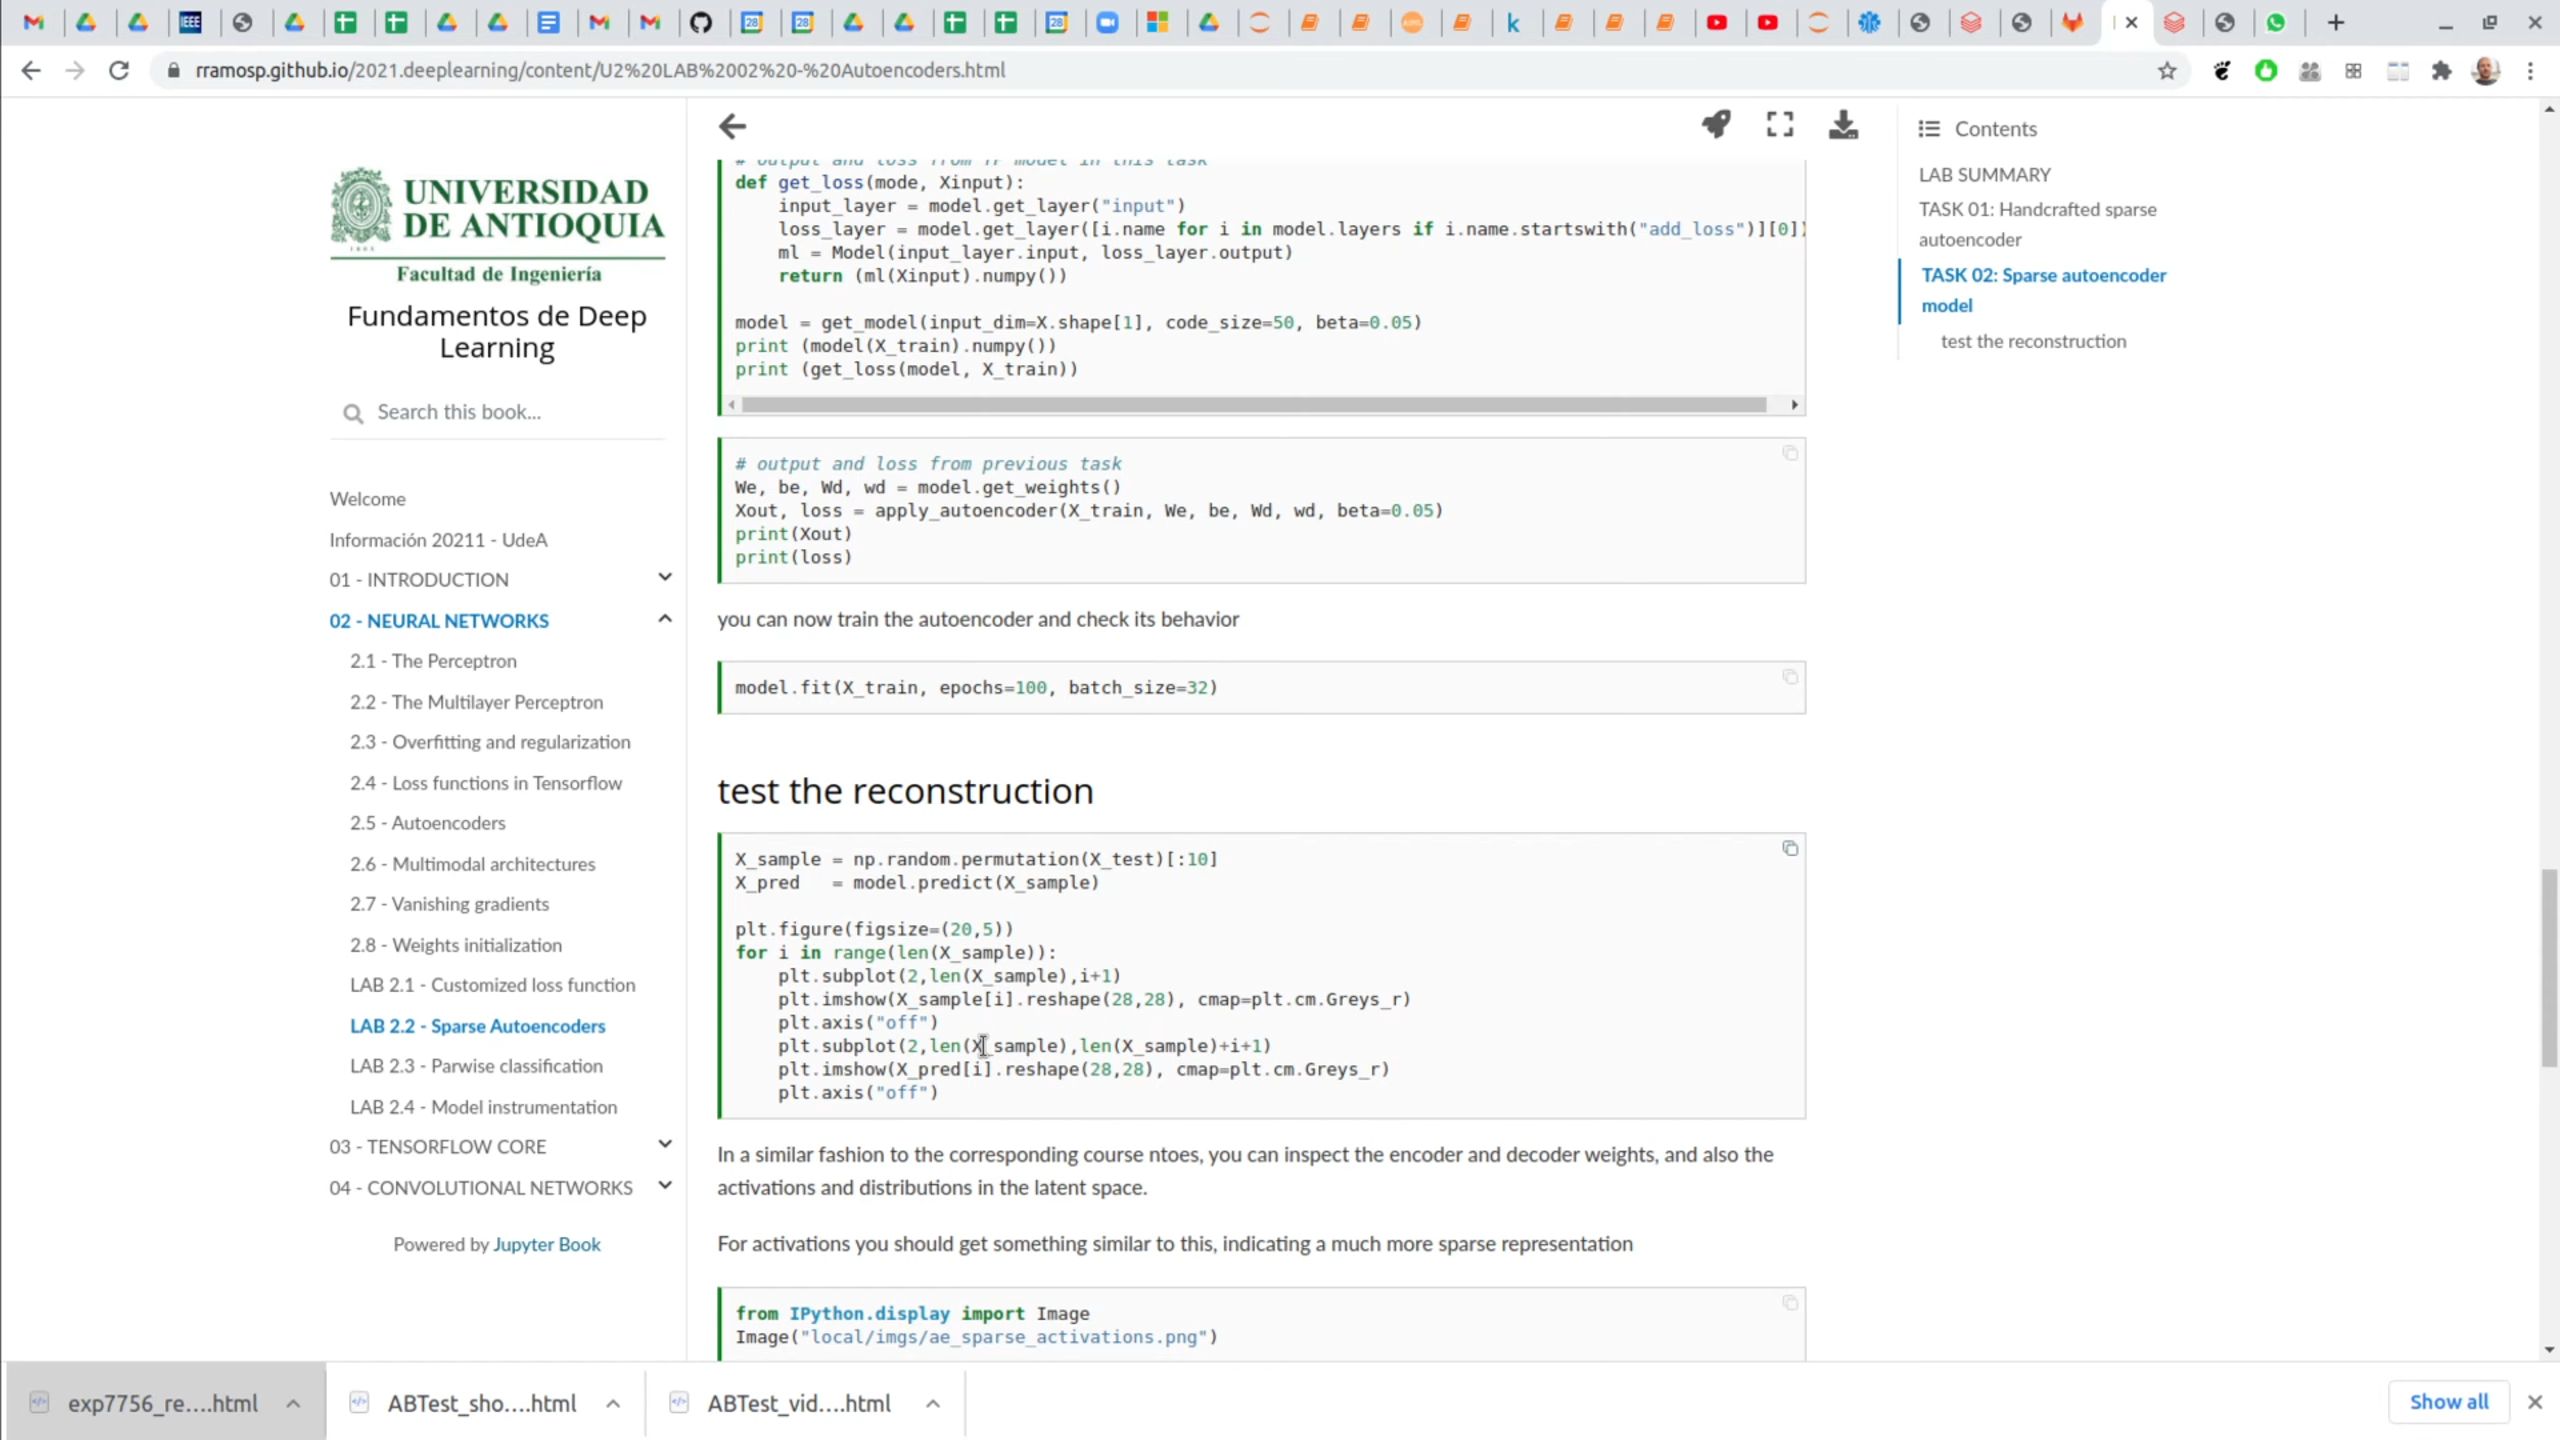 rramosp.github.io/2021.deeplearning/content/U2%20LAB%2002%20-%20Autoencoders.html
UNIVERSIDAD
DE ANTIOQUIA
1803
Facultad de Ingeniería
Fundamentos de Deep
Learning
Search this book...
Welcome
Información 20211 - UdeA
01 - INTRODUCTION
02 - NEURAL NETWORKS
2.1 - The Perceptron
2.2 - The Multilayer Perceptron
2.3 - Overfitting and regularization
2.4 - Loss functions in Tensorflow
2.5 - Autoencoders
2.6 - Multimodal architectures
2.7 - Vanishing gradients
2.8 - Weights initialization
LAB 2.1 - Customized loss function
LAB 2.2 - Sparse Autoencoders
LAB 2.3 - Parwise classification
LAB 2.4 - Model instrumentation
03 - TENSORFLOW CORE
04 - CONVOLUTIONAL NETWORKS
Powered by Jupyter Book
# output and loss from TF model in this task
def get_loss(mode, Xinput):
    input_layer = model.get_layer("input")
    loss_layer = model.get_layer([i.name for i in model.layers if i.name.startswith("add_loss")][0])
    ml = Model(input_layer.input, loss_layer.output)
    return (ml(Xinput).numpy())
model = get_model(input_dim=X.shape[1], code_size=50, beta=0.05)
print (model(X_train).numpy())
print (get_loss(model, X_train))
# output and loss from previous task
We, be, Wd, wd = model.get_weights()
Xout, loss = apply_autoencoder(X_train, We, be, Wd, wd, beta=0.05)
print(Xout)
print(loss)
you can now train the autoencoder and check its behavior
model.fit(X_train, epochs=100, batch_size=32)
test the reconstruction
X_sample = np.random.permutation(X_test)[:10]
X_pred   = model.predict(X_sample)
plt.figure(figsize=(20,5))
for i in range(len(X_sample)):
    plt.subplot(2,len(X_sample),i+1)
    plt.imshow(X_sample[i].reshape(28,28), cmap=plt.cm.Greys_r)
    plt.axis("off")
    plt.subplot(2,len(X_sample),len(X_sample)+i+1)
    plt.imshow(X_pred[i].reshape(28,28), cmap=plt.cm.Greys_r)
    plt.axis("off")
In a similar fashion to the corresponding course ntoes, you can inspect the encoder and decoder weights, and also the
activations and distributions in the latent space.
For activations you should get something similar to this, indicating a much more sparse representation
from IPython.display import Image
Image("local/imgs/ae_sparse_activations.png")
Contents
LAB SUMMARY
TASK 01: Handcrafted sparse
autoencoder
TASK 02: Sparse autoencoder
model
test the reconstruction
exp7756_re....html
ABTest_sho....html
ABTest_vid....html
Show all